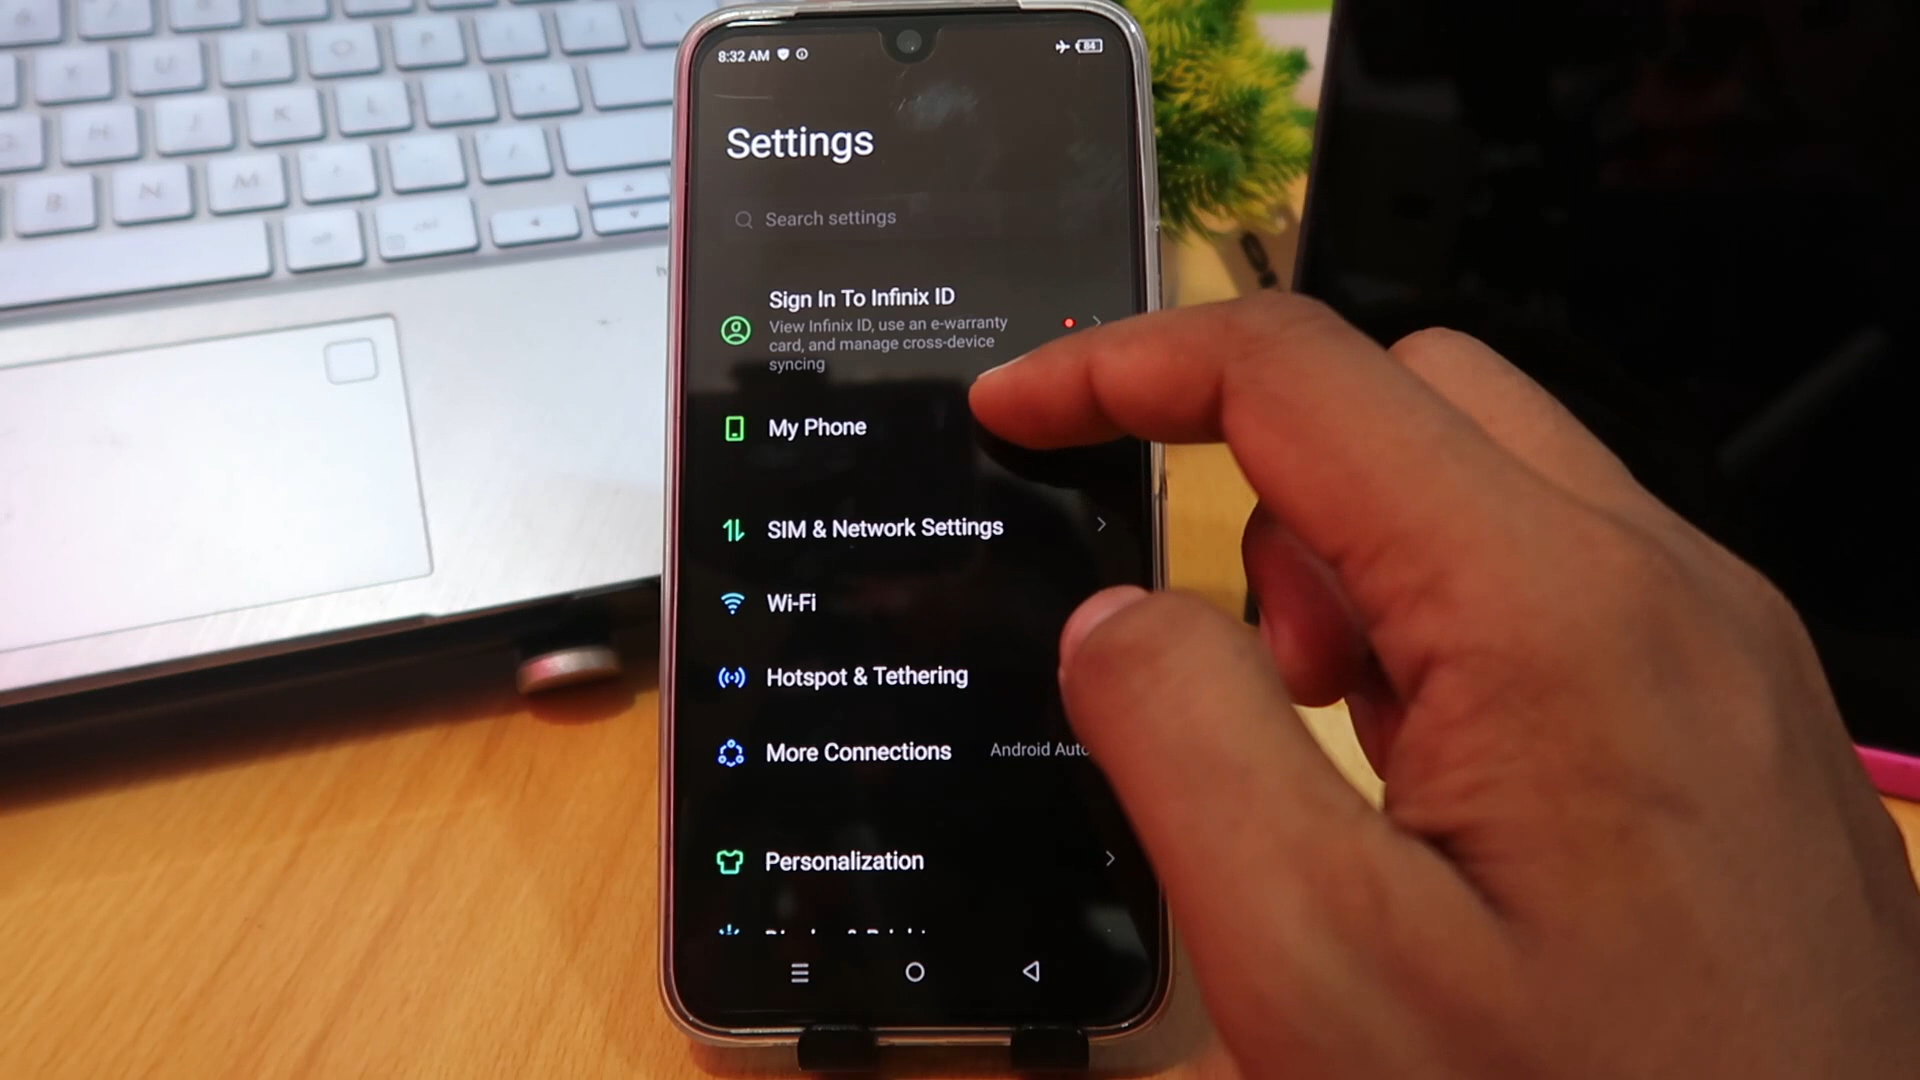 8:32 AM
84
Settings
Search settings
Sign In To Infinix ID
View Infinix ID, use an e-warranty
card, and manage cross-device
syncing
My Phone
SIM & Network Settings
Wi-Fi
Hotspot & Tethering
More Connections
Android Auto
Personalization